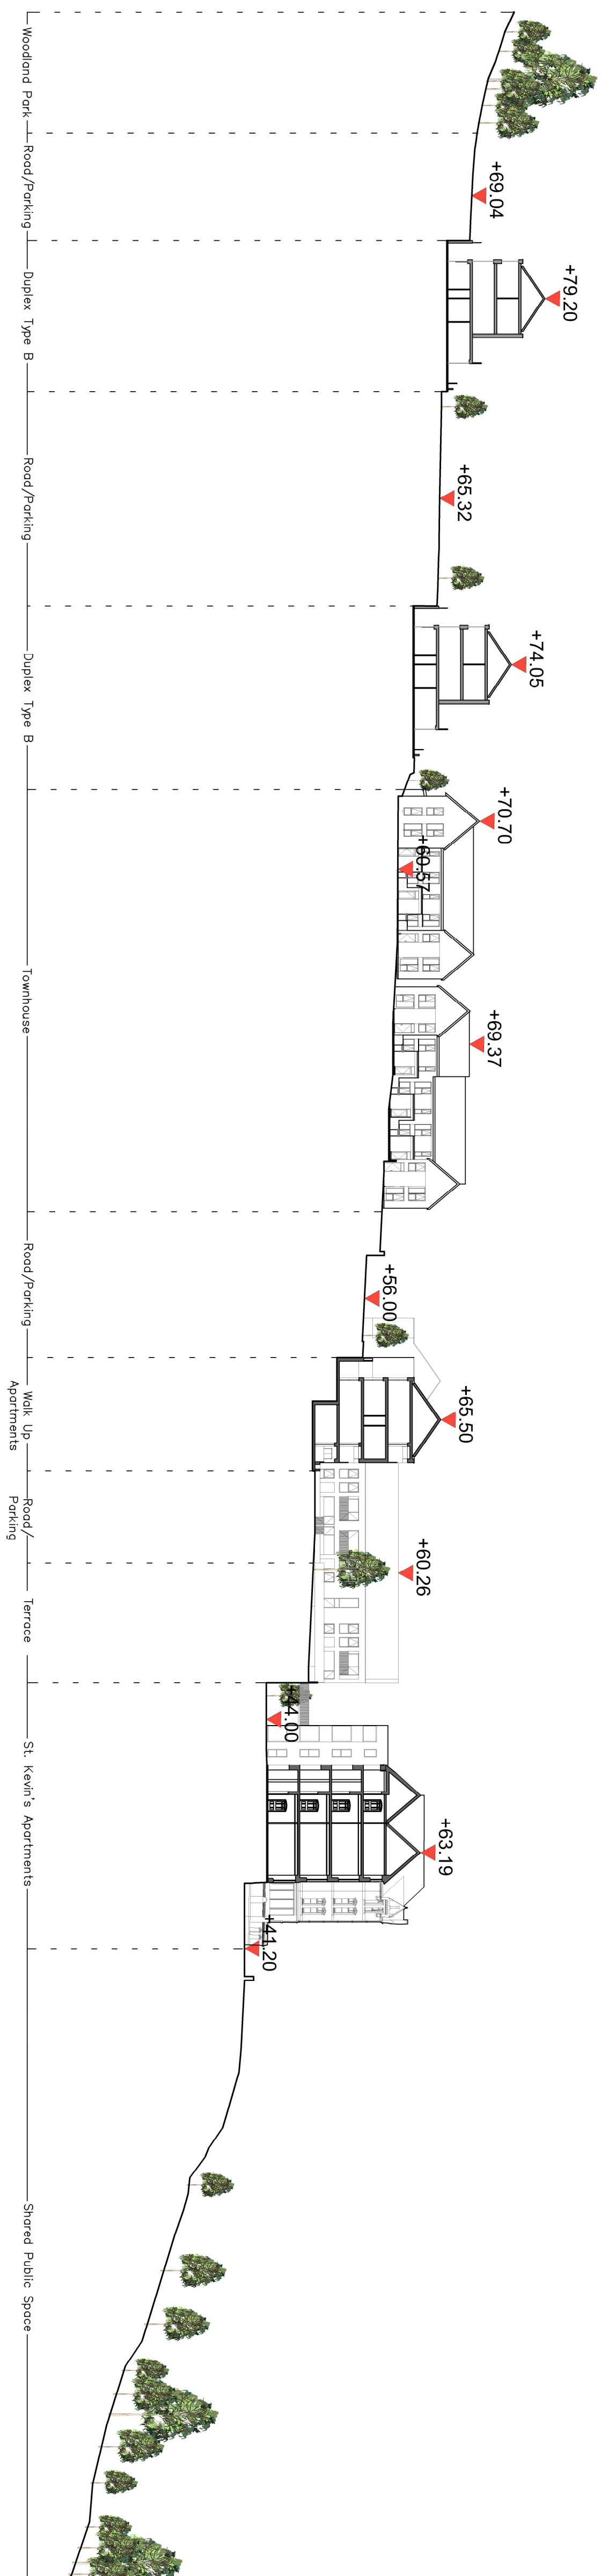 +69.04
+79.20
+65.32
+74.05
+70.70
+60.57
+69.37
+56.00
+65.50
+60.26
+44.00
+63.19
+41.20
Woodland Park
Road/Parking
Duplex Type B
Road/Parking
Duplex Type B
Townhouse
Road/Parking
Walk Up
Apartments
Road/
Parking
Terrace
St. Kevin's Apartments
Shared Public Space